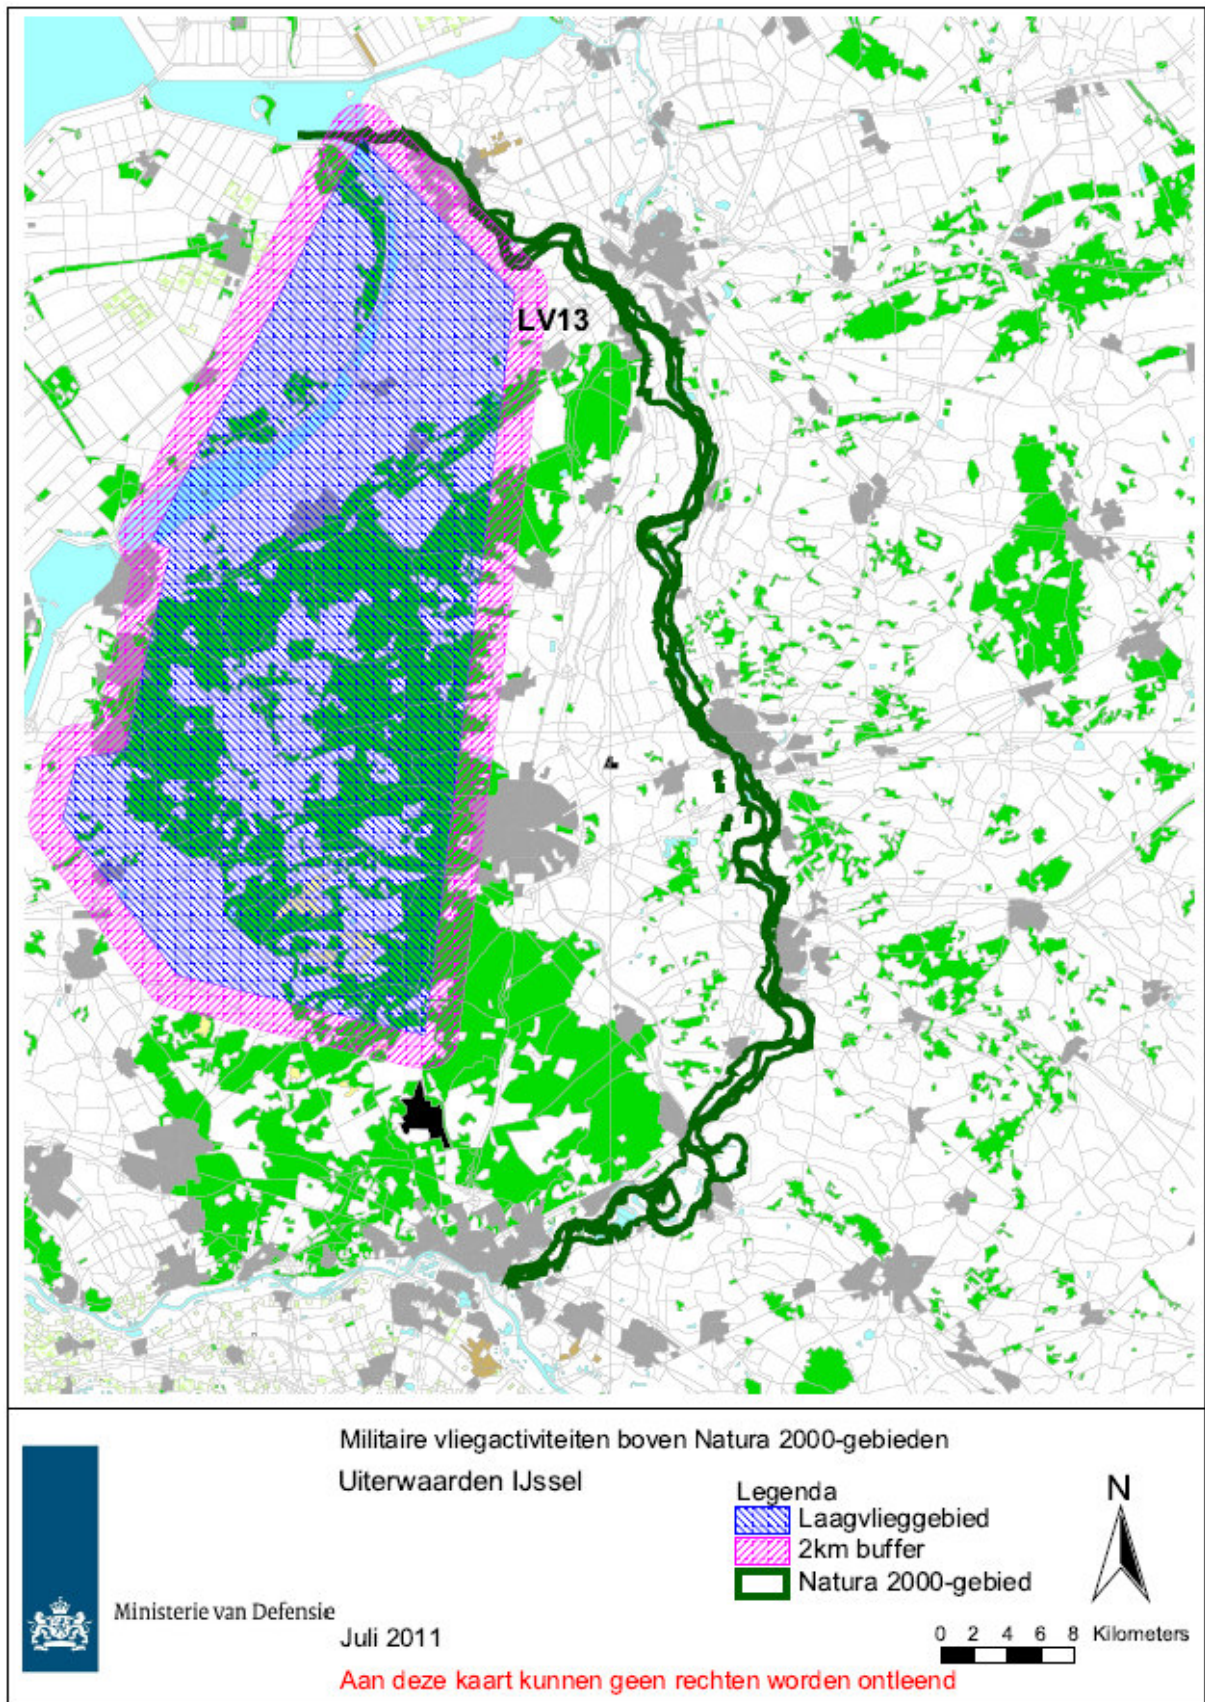 LV13
Militaire vliegactiviteiten boven Natura 2000-gebieden
Uiterwaarden IJssel
Legenda
Laagvlieggebied
2km buffer
Natura 2000-gebied
N
Ministerie van Defensie
Juli 2011
0 2 4 6 8 Kilometers
Aan deze kaart kunnen geen rechten worden ontleend